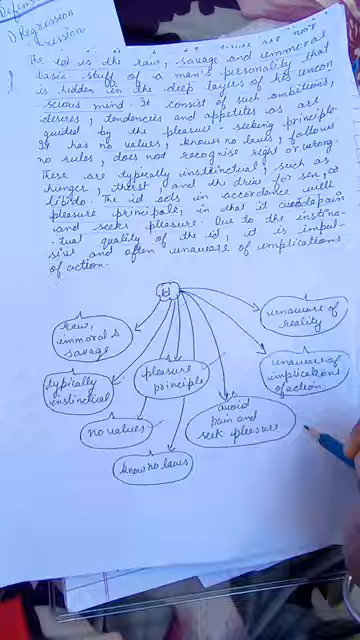 Defens
1) Regression
ression
The id is the raw, savage and immoral
basic stuff of a man's personality that
is hidden in the deep layers of his uncon
-scious mind. It consist of such ambitions,
desires, tendencies and appetites as are
guided by the pleasure-seeking principle.
It has no values, knows no laws, follows
no rules, does not recognise right or wrong.
These are typically instinctual, such as
hunger, thirst, and the drive for sex, or
libido. The id acts in accordance with
pleasure principle, in that it avoids pain
and seeks pleasure. Due to the instinc-
-tual quality of the id, it is impul-
sive and often unaware of implications
of action.
id
raw,
immoral &
savage
unaware of
reality
typically
instinctual
pleasure
principle
unaware of
implications
of action.
no values
avoid
pain and
seek pleasure
know no laws